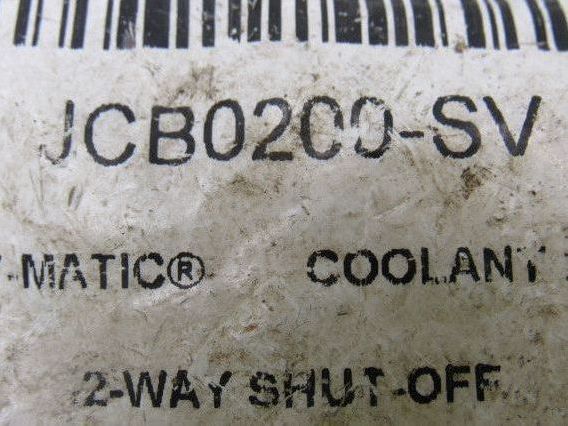 JCB0200-SV
-MATIC® COOLANT
2-WAY SHUT-OFF